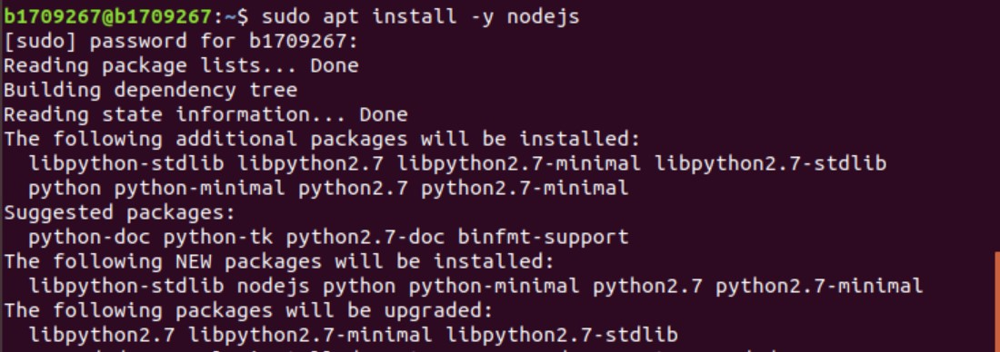 b1709267@b1709267:~$ sudo apt install -y nodejs
[sudo] password for b1709267:
Reading package lists... Done
Building dependency tree
Reading state information... Done
The following additional packages will be installed:
  libpython-stdlib libpython2.7 libpython2.7-minimal libpython2.7-stdlib
  python python-minimal python2.7 python2.7-minimal
Suggested packages:
  python-doc python-tk python2.7-doc binfmt-support
The following NEW packages will be installed:
  libpython-stdlib nodejs python python-minimal python2.7 python2.7-minimal
The following packages will be upgraded:
  libpython2.7 libpython2.7-minimal libpython2.7-stdlib